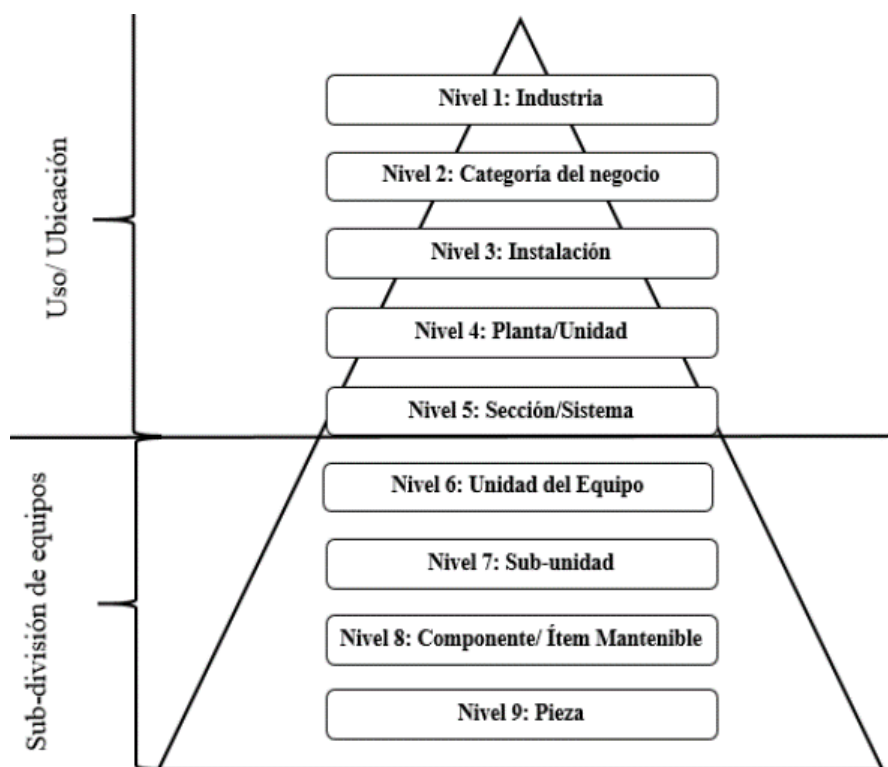 Uso/ Ubicación
Nivel 1: Industria
Nivel 2: Categoría del negocio
Nivel 3: Instalación
Nivel 4: Planta/Unidad
Nivel 5: Sección/Sistema
Sub-división de equipos
Nivel 6: Unidad del Equipo
Nivel 7: Sub-unidad
Nivel 8: Componente/ Ítem Mantenible
Nivel 9: Pieza